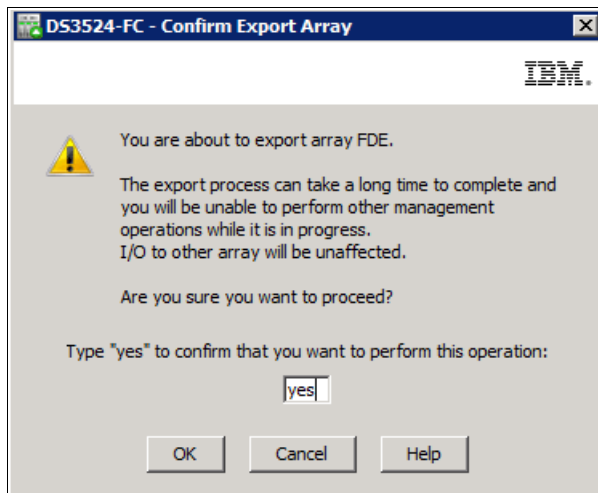 DS3524-FC - Confirm Export Array
IBM.
You are about to export array FDE.
The export process can take a long time to complete and
you will be unable to perform other management
operations while it is in progress.
I/O to other array will be unaffected.
Are you sure you want to proceed?
Type "yes" to confirm that you want to perform this operation:
yes
OK
Cancel
Help